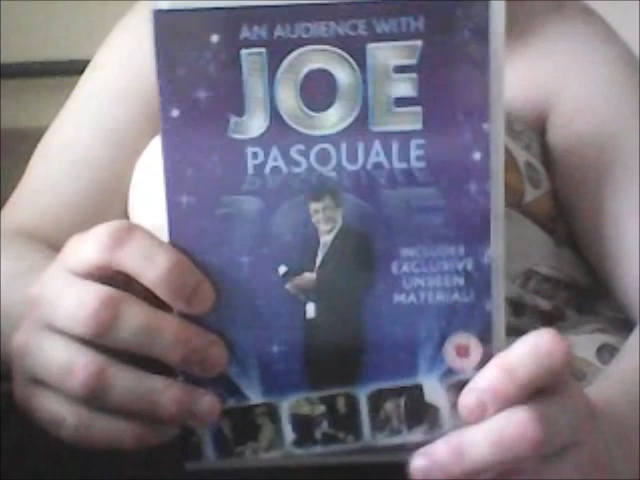 AN AUDIENCE WITH
JOE
PASQUALE
INCLUDES
EXCLUSIVE
UNSEEN
MATERIAL!